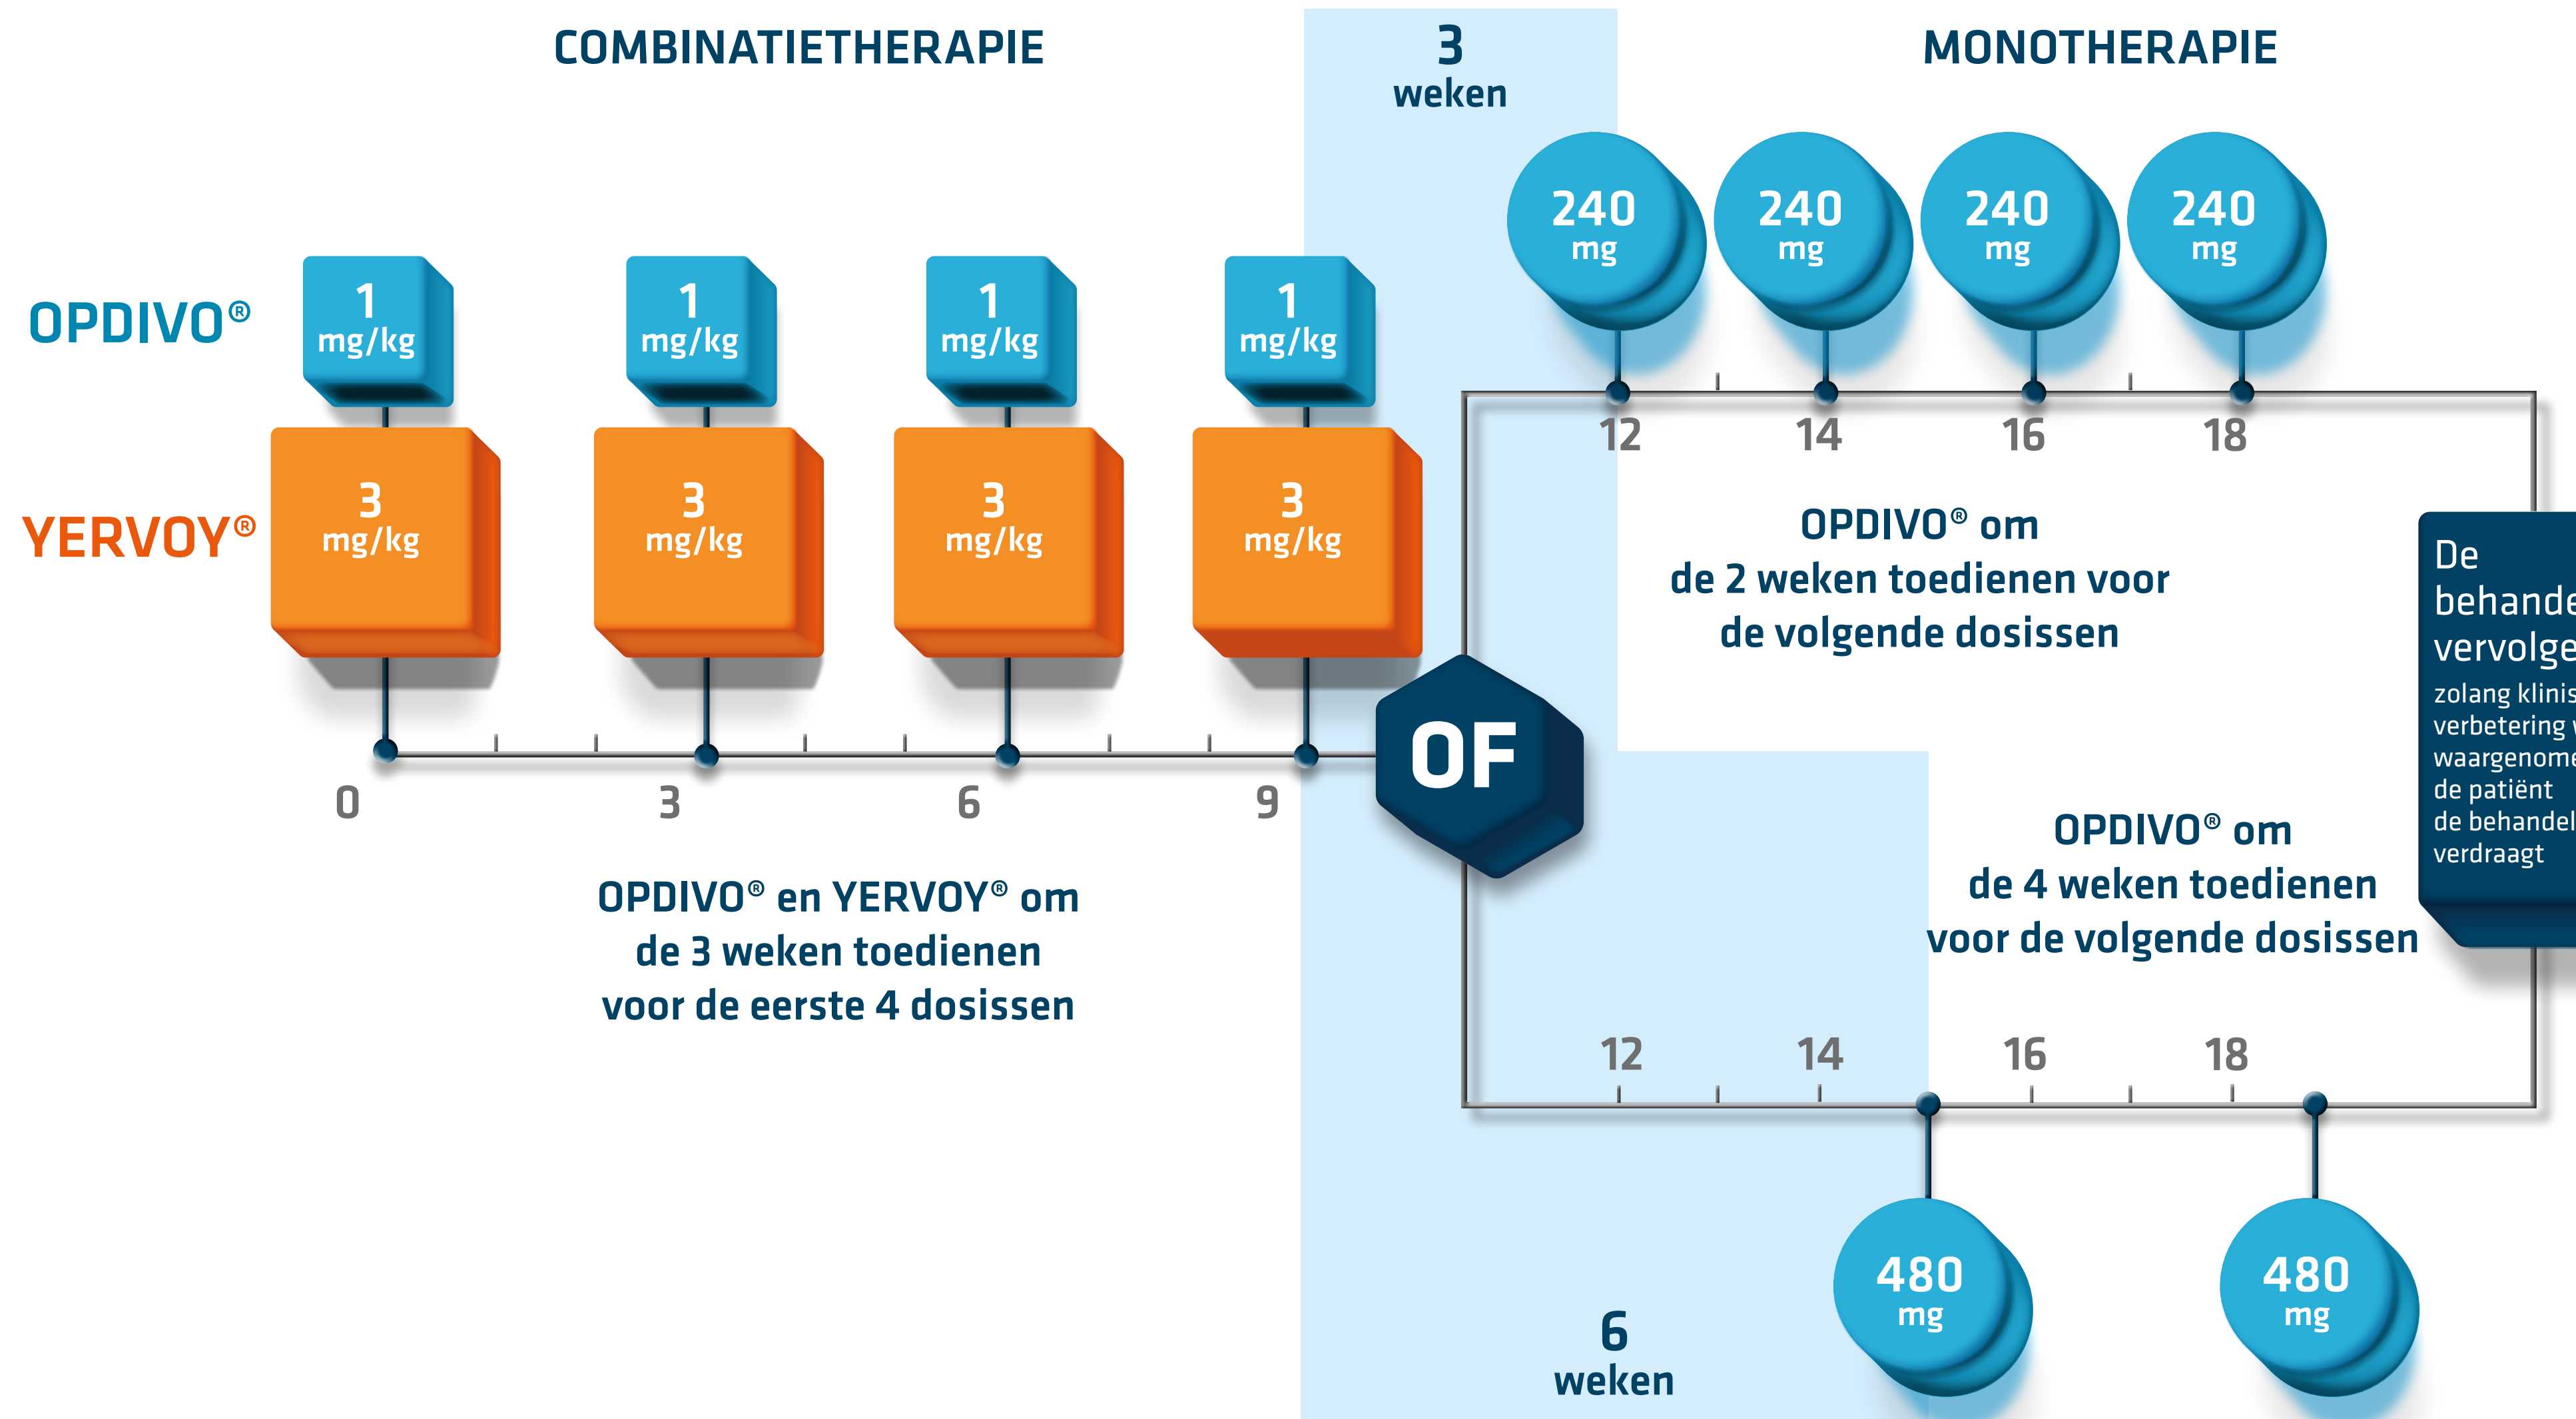 COMBINATIETHERAPIE
3
weken
MONOTHERAPIE
240
mg
240
mg
240
mg
240
mg
OPDIVO®
1
mg/kg
1
mg/kg
1
mg/kg
1
mg/kg
12
14
16
18
YERVOY®
3
mg/kg
3
mg/kg
3
mg/kg
3
mg/kg
OPDIVO® om
de 2 weken toedienen voor
de volgende dosissen
OF
0
3
6
9
OPDIVO® en YERVOY® om
de 3 weken toedienen
voor de eerste 4 dosissen
OPDIVO® om
de 4 weken toedienen
voor de volgende dosissen
De
zolang
verbetering
de patiënt
de
verdraagt
12
14
16
18
480
mg
480
mg
6
weken